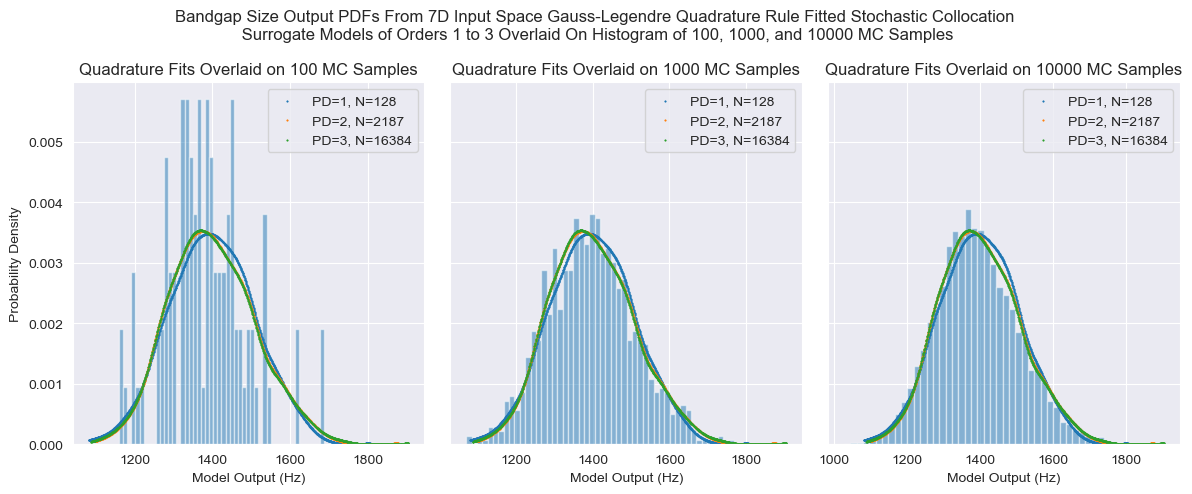 Bandgap Size Output PDFs From 7D Input Space Gauss-Legendre Quadrature Rule Fitted Stochastic Collocation
Surrogate Models of Orders 1 to 3 Overlaid On Histogram of 100, 1000, and 10000 MC Samples
Quadrature Fits Overlaid on 100 MC Samples
Quadrature Fits Overlaid on 1000 MC Samples
Quadrature Fits Overlaid on 10000 MC Samples
PD=1, N=128
PD=2, N=2187
PD=3, N=16384
PD=1, N=128
PD=2, N=2187
PD=3, N=16384
PD=1, N=128
PD=2, N=2187
PD=3, N=16384
Probability Density
0.005
0.004
0.003
0.002
0.001
0.000
1200 1400 1600 1800
1200 1400 1600 1800
1000 1200 1400 1600 1800
Model Output (Hz)
Model Output (Hz)
Model Output (Hz)